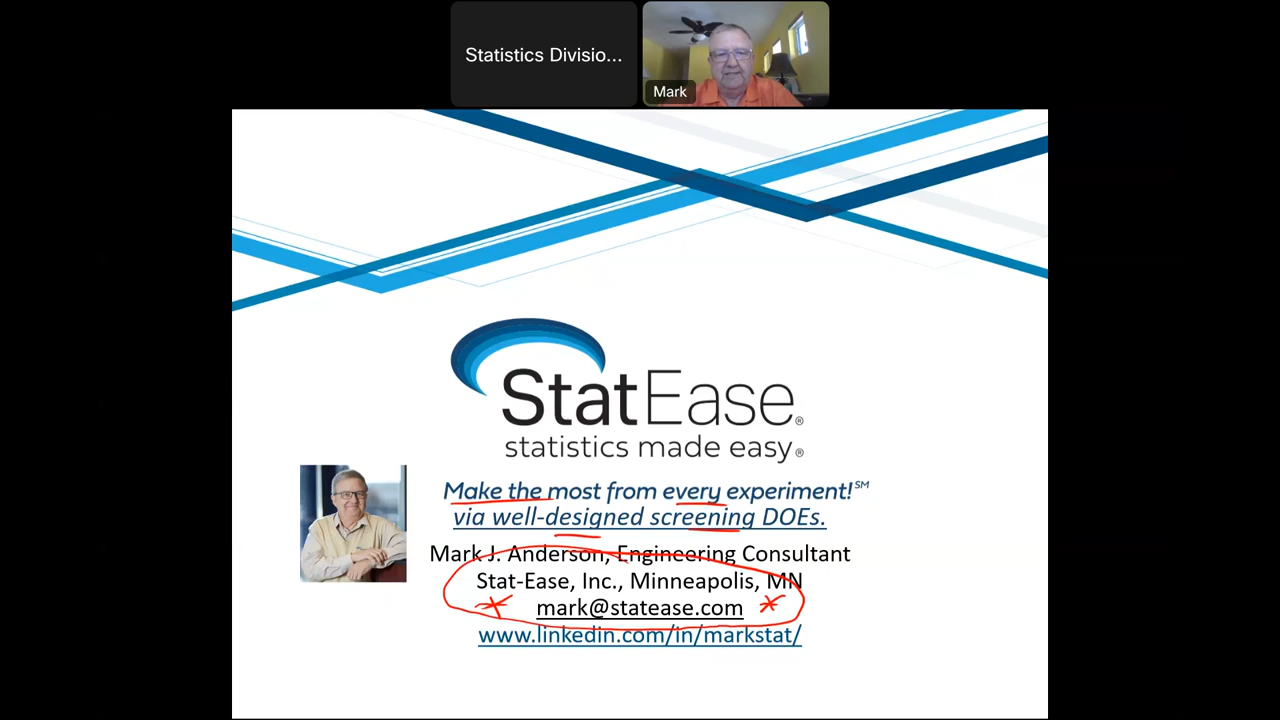 Statistics Divisio...
Mark
StatEase®
statistics made easy®
Make the most from every experiment!℠
via well-designed screening DOEs.
Mark J. Anderson, Engineering Consultant
Stat-Ease, Inc., Minneapolis, MN
mark@statease.com
www.linkedin.com/in/markstat/